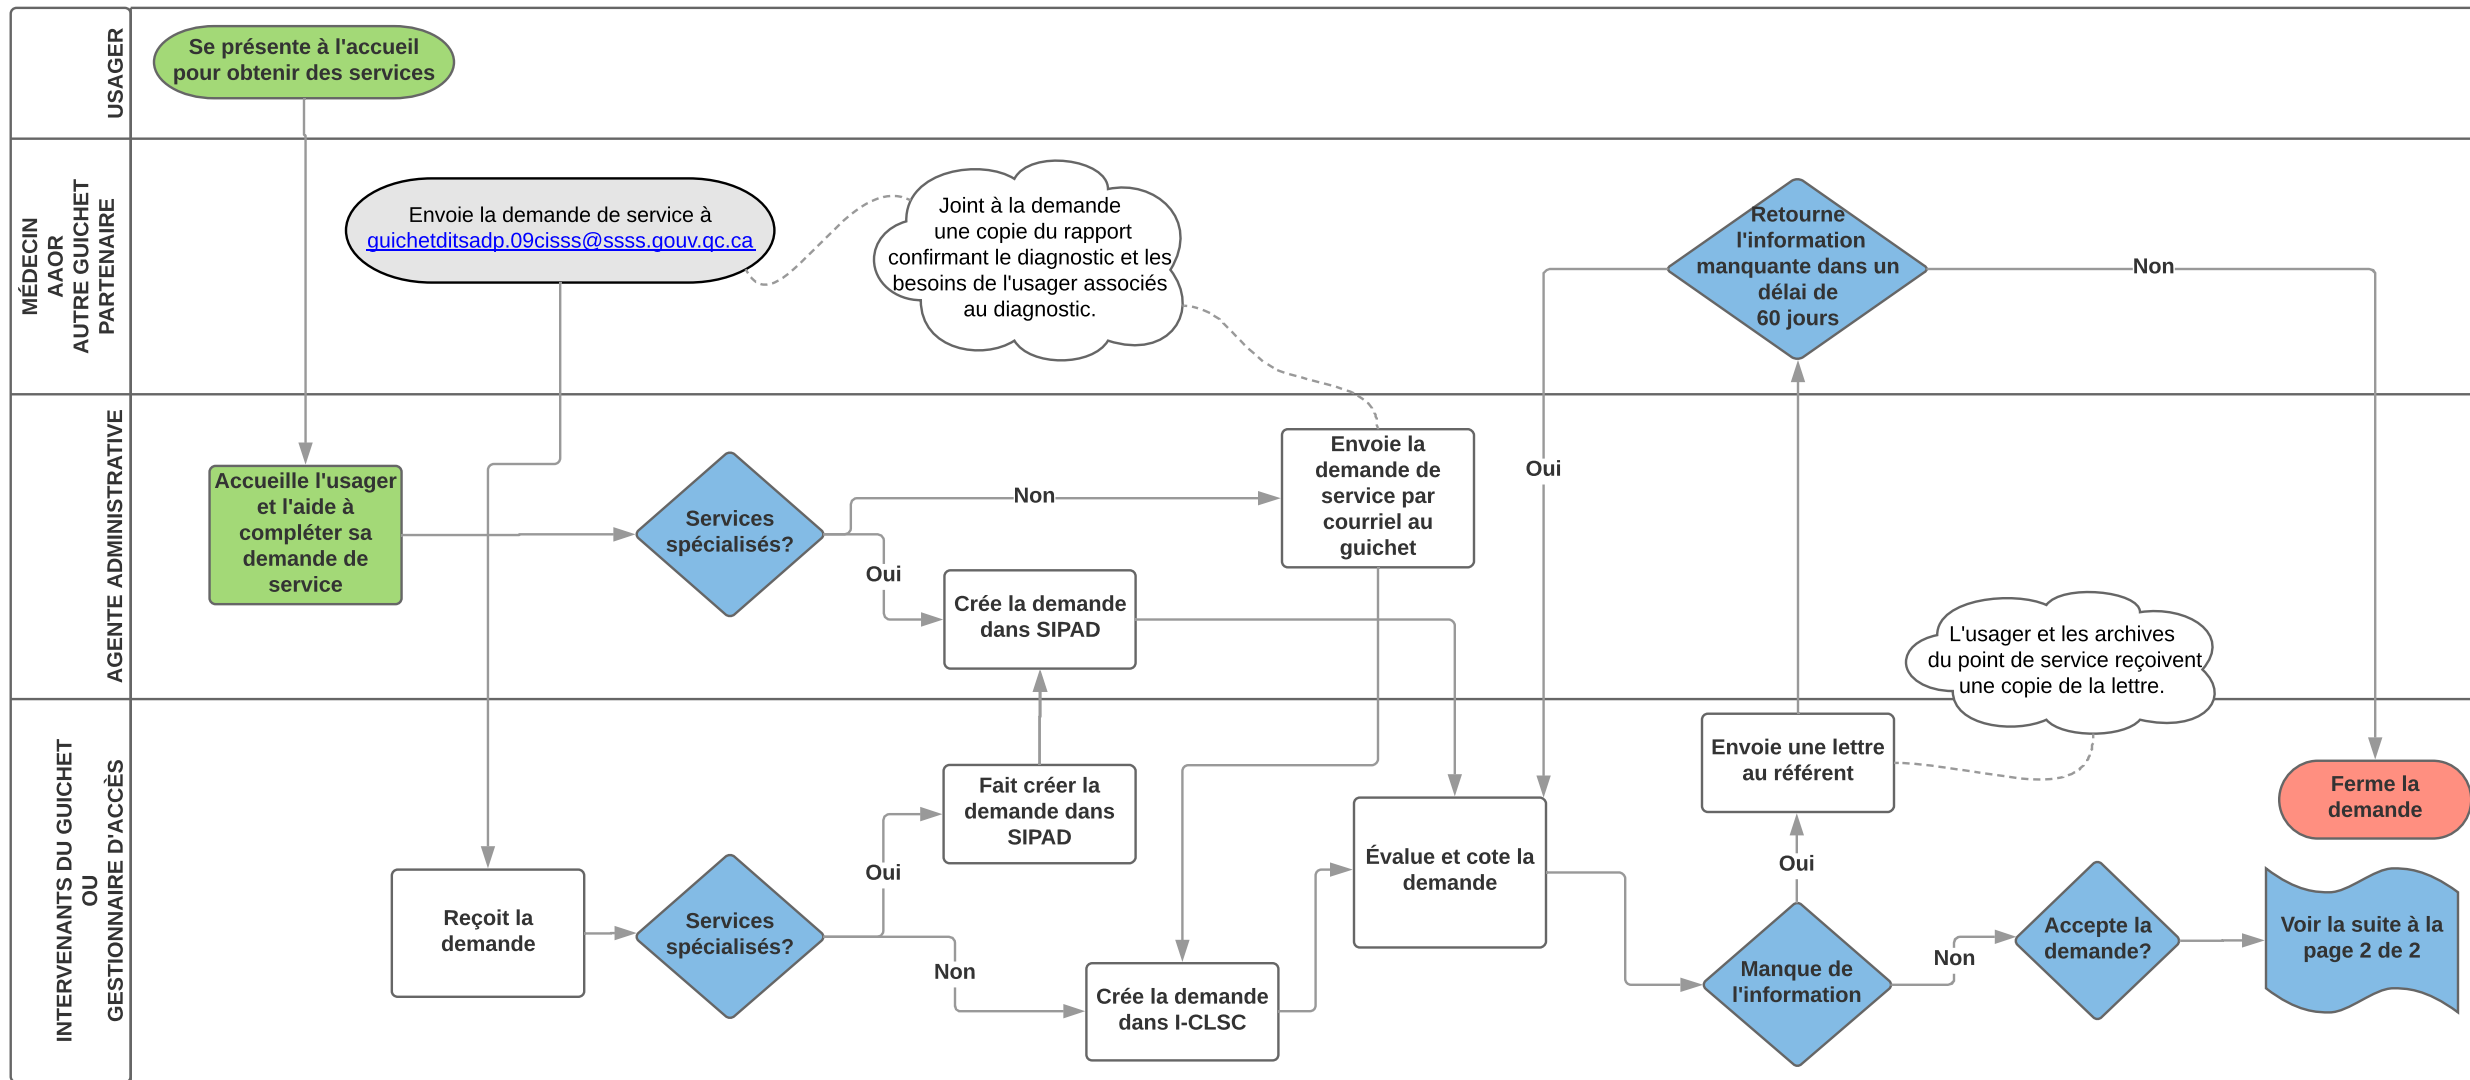 USAGER
Se présente à l'accueil
pour obtenir des services
MÉDECIN
AAOR
AUTRE GUICHET
PARTENAIRE
Envoie la demande de service à
guichetditsadp.09cisss@ssss.gouv.qc.ca
Joint à la demande
une copie du rapport
confirmant le diagnostic et les
besoins de l'usager associés
au diagnostic.
Retourne
l'information
manquante dans un
délai de
60 jours
Non
Oui
AGENTE ADMINISTRATIVE
Accueille l'usager
et l'aide à
compléter sa
demande de
service
Services
spécialisés?
Non
Oui
Envoie la
demande de
service par
courriel au
guichet
Crée la demande
dans SIPAD
L'usager et les archives
du point de service reçoivent
une copie de la lettre.
INTERVENANTS DU GUICHET
OU
GESTIONNAIRE D'ACCÈS
Reçoit la
demande
Services
spécialisés?
Oui
Non
Fait créer la
demande dans
SIPAD
Crée la demande
dans I-CLSC
Évalue et cote la
demande
Envoie une lettre
au référent
Oui
Manque de
l'information
Non
Accepte la
demande?
Ferme la
demande
Voir la suite à la
page 2 de 2